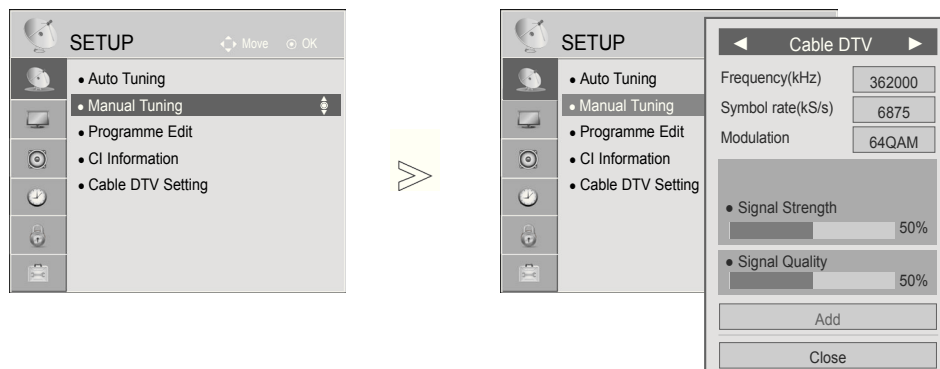 SETUP
Move OK
• Auto Tuning
• Manual Tuning
• Programme Edit
• CI Information
• Cable DTV Setting
SETUP
• Auto Tuning
• Manual Tuning
• Programme Edit
• CI Information
• Cable DTV Setting
◄ Cable DTV ►
Frequency(kHz) 362000
Symbol rate(kS/s) 6875
Modulation 64QAM
• Signal Strength
50%
• Signal Quality
50%
Add
Close